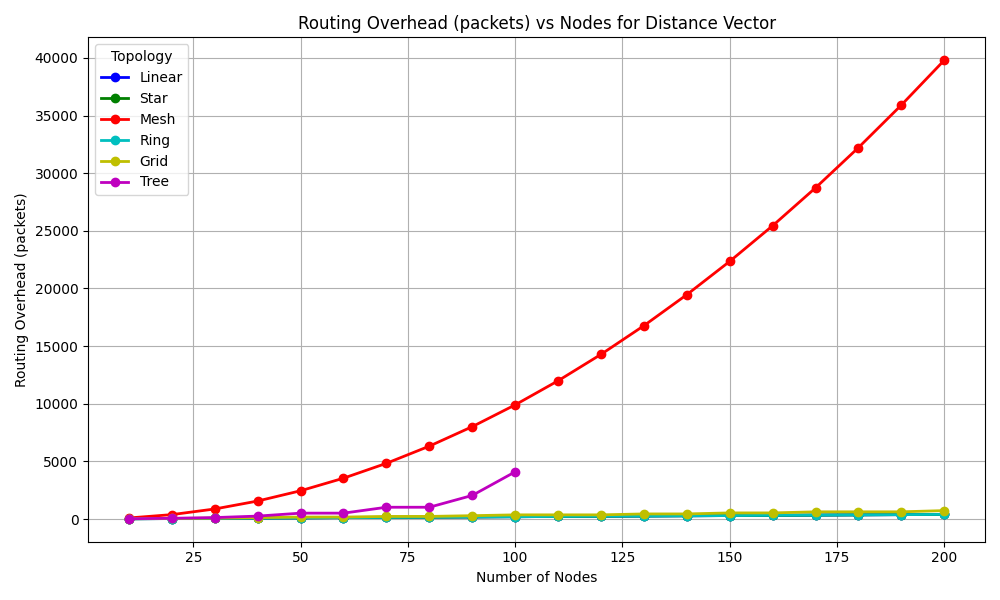 Routing Overhead (packets) vs Nodes for Distance Vector
Topology
Linear
Star
Mesh
Ring
Grid
Tree
Routing Overhead (packets)
40000
35000
30000
25000
20000
15000
10000
5000
0
25 50 75 100 125 150 175 200
Number of Nodes